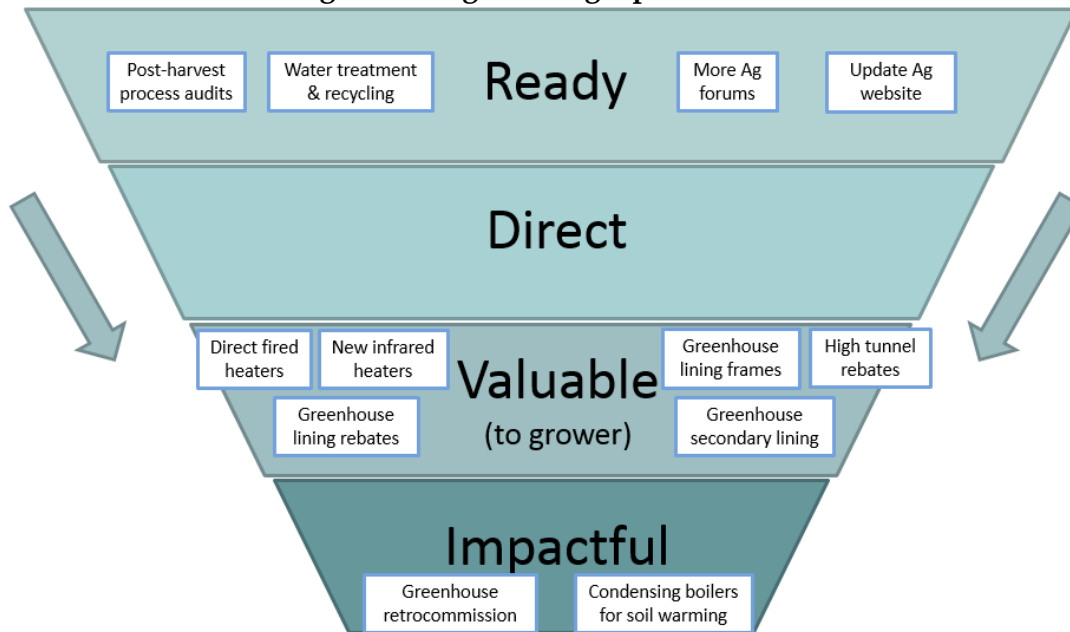 Post-harvest
process audits
Water treatment
& recycling
Ready
More Ag
forums
Update Ag
website
Direct
Direct fired
heaters
New infrared
heaters
Greenhouse
lining rebates
Valuable
(to grower)
Greenhouse
lining frames
High tunnel
rebates
Greenhouse
secondary lining
Impactful
Greenhouse
retrocommission
Condensing boilers
for soil warming